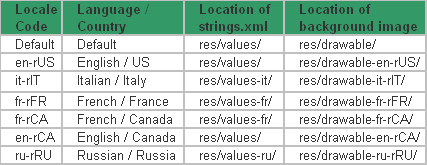 Locale Code | Language / Country | Location of strings.xml | Location of background image
Default | Default | res/values/ | res/drawable/
en-rUS | English / US | res/values/ | res/drawable-en-rUS/
it-rIT | Italian / Italy | res/values-it/ | res/drawable-it-rIT/
fr-rFR | French / France | res/values-fr/ | res/drawable-fr-rFR/
fr-rCA | French / Canada | res/values-fr/ | res/drawable-fr-rCA/
en-rCA | English / Canada | res/values/ | res/drawable-en-rCA/
ru-rRU | Russian / Russia | res/values-ru/ | res/drawable-ru-rRU/